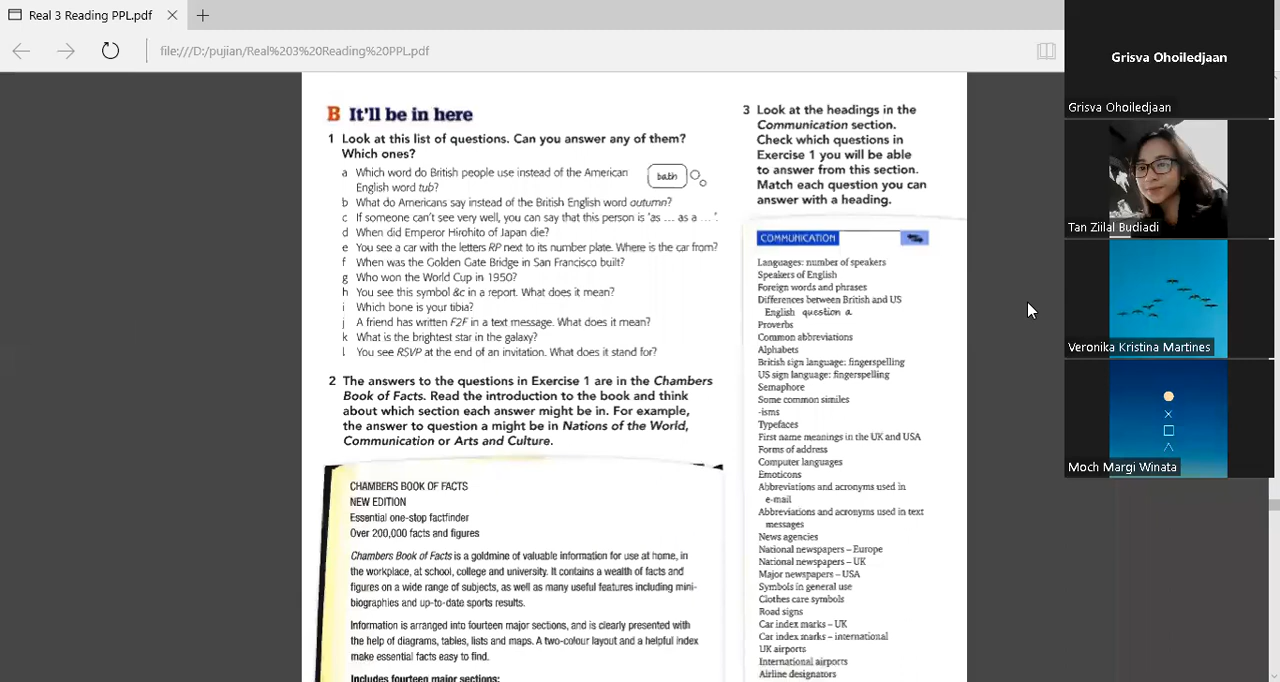 Real 3 Reading PPL.pdf
file:///D:/pujian/Real%203%20Reading%20PPL.pdf
B It'll be in here
1 Look at this list of questions. Can you answer any of them?
Which ones?
a Which word do British people use instead of the American
English word tub?
bath
b What do Americans say instead of the British English word autumn?
c If someone can't see very well, you can say that this person is 'as ... as a ... '.
d When did Emperor Hirohito of Japan die?
e You see a car with the letters RP next to its number plate. Where is the car from?
f When was the Golden Gate Bridge in San Francisco built?
g Who won the World Cup in 1950?
h You see this symbol &c in a report. What does it mean?
i Which bone is your tibia?
j A friend has written F2F in a text message. What does it mean?
k What is the brightest star in the galaxy?
l You see RSVP at the end of an invitation. What does it stand for?
2 The answers to the questions in Exercise 1 are in the Chambers
Book of Facts. Read the introduction to the book and think
about which section each answer might be in. For example,
the answer to question a might be in Nations of the World,
Communication or Arts and Culture.
CHAMBERS BOOK OF FACTS
NEW EDITION
Essential one-stop factfinder
Over 200,000 facts and figures
Chambers Book of Facts is a goldmine of valuable information for use at home, in
the workplace, at school, college and university. It contains a wealth of facts and
figures on a wide range of subjects, as well as many useful features including mini-
biographies and up-to-date sports results.
Information is arranged into fourteen major sections, and is clearly presented with
the help of diagrams, tables, lists and maps. A two-colour layout and a helpful index
make essential facts easy to find.
Includes fourteen major sections:
3 Look at the headings in the
Communication section.
Check which questions in
Exercise 1 you will be able
to answer from this section.
Match each question you can
answer with a heading.
COMMUNICATION
Languages: number of speakers
Speakers of English
Foreign words and phrases
Differences between British and US
English question a
Proverbs
Common abbreviations
Alphabets
British sign language: fingerspelling
US sign language: fingerspelling
Semaphore
Some common similes
-isms
Typefaces
First name meanings in the UK and USA
Forms of address
Computer languages
Emoticons
Abbreviations and acronyms used in
e-mail
Abbreviations and acronyms used in text
messages
News agencies
National newspapers – Europe
National newspapers – UK
Major newspapers – USA
Symbols in general use
Clothes care symbols
Road signs
Car index marks – UK
Car index marks – international
UK airports
International airports
Airline designators
Grisva Ohoiledjaan
Grisva Ohoiledjaan
Tan Ziilal Budiadi
Veronika Kristina Martines
Moch Margi Winata